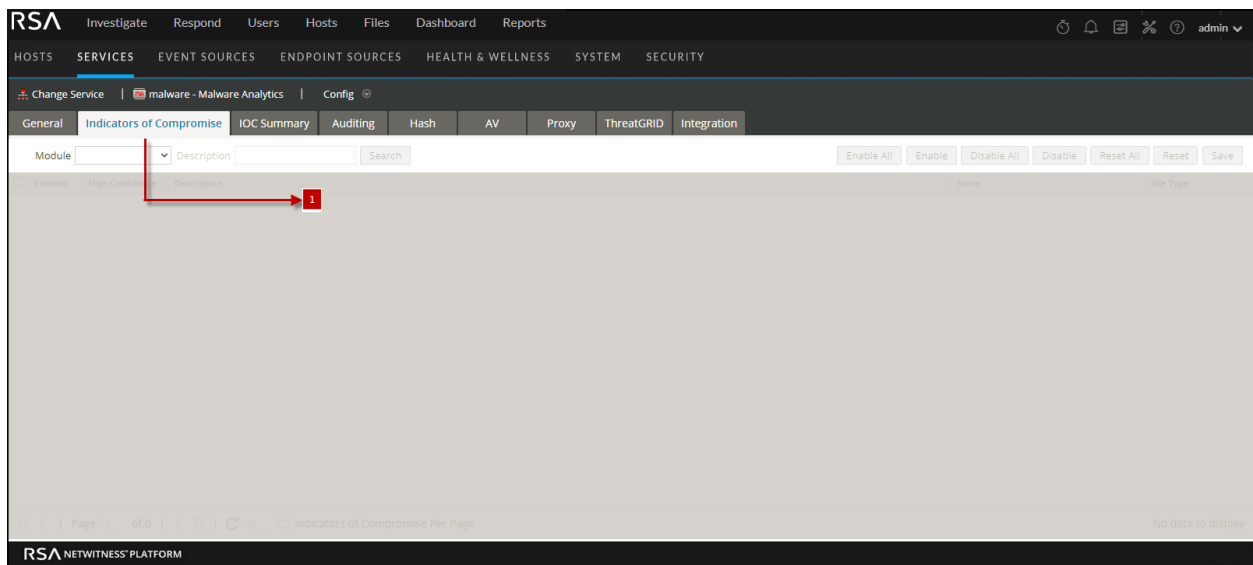 RSA Investigate Respond Users Hosts Files Dashboard Reports admin
HOSTS SERVICES EVENT SOURCES ENDPOINT SOURCES HEALTH & WELLNESS SYSTEM SECURITY
Change Service | malware - Malware Analytics | Config
General Indicators of Compromise IOC Summary Auditing Hash AV Proxy ThreatGRID Integration
Module Description Search Enable All Enable Disable All Disable Reset All Reset Save
Enabled High Confidence Description Score File Type
1
Page of 0 Indicators of Compromise Per Page No data to display
RSA NETWITNESS® PLATFORM